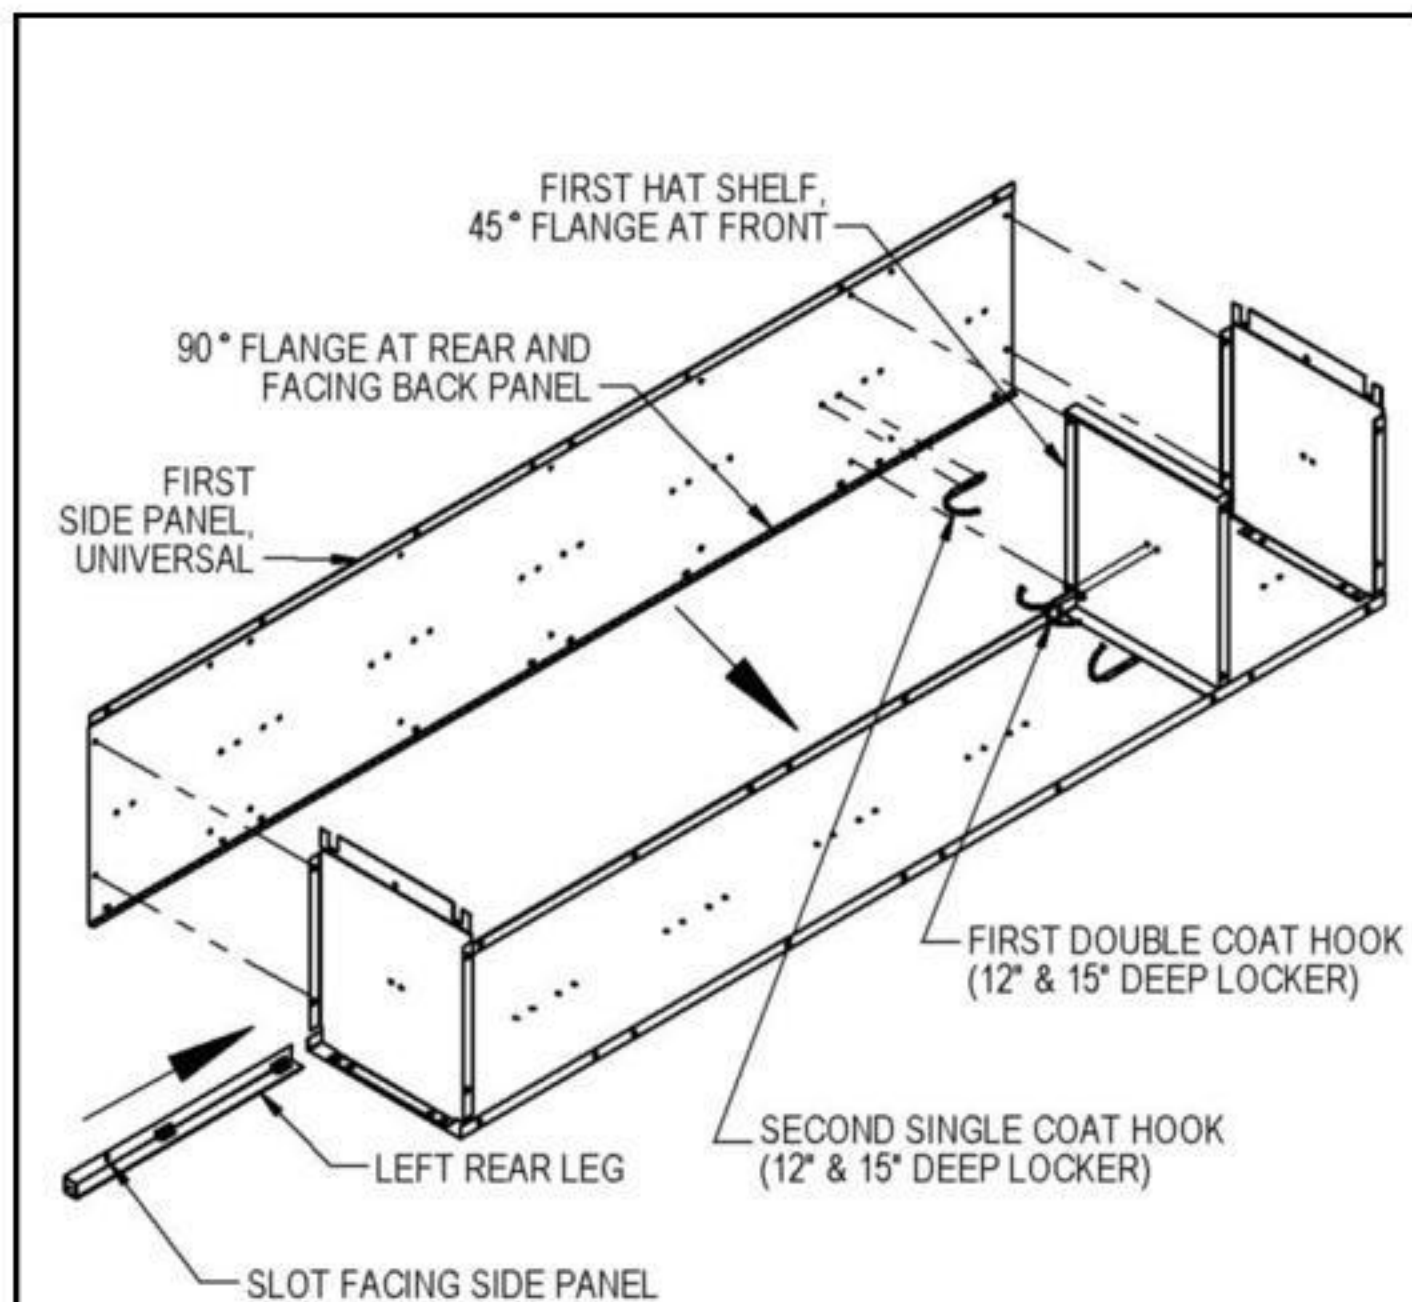 FIRST HAT SHELF,
45° FLANGE AT FRONT
90° FLANGE AT REAR AND
FACING BACK PANEL
FIRST
SIDE PANEL,
UNIVERSAL
FIRST DOUBLE COAT HOOK
(12" & 15" DEEP LOCKER)
SECOND SINGLE COAT HOOK
(12" & 15" DEEP LOCKER)
LEFT REAR LEG
SLOT FACING SIDE PANEL